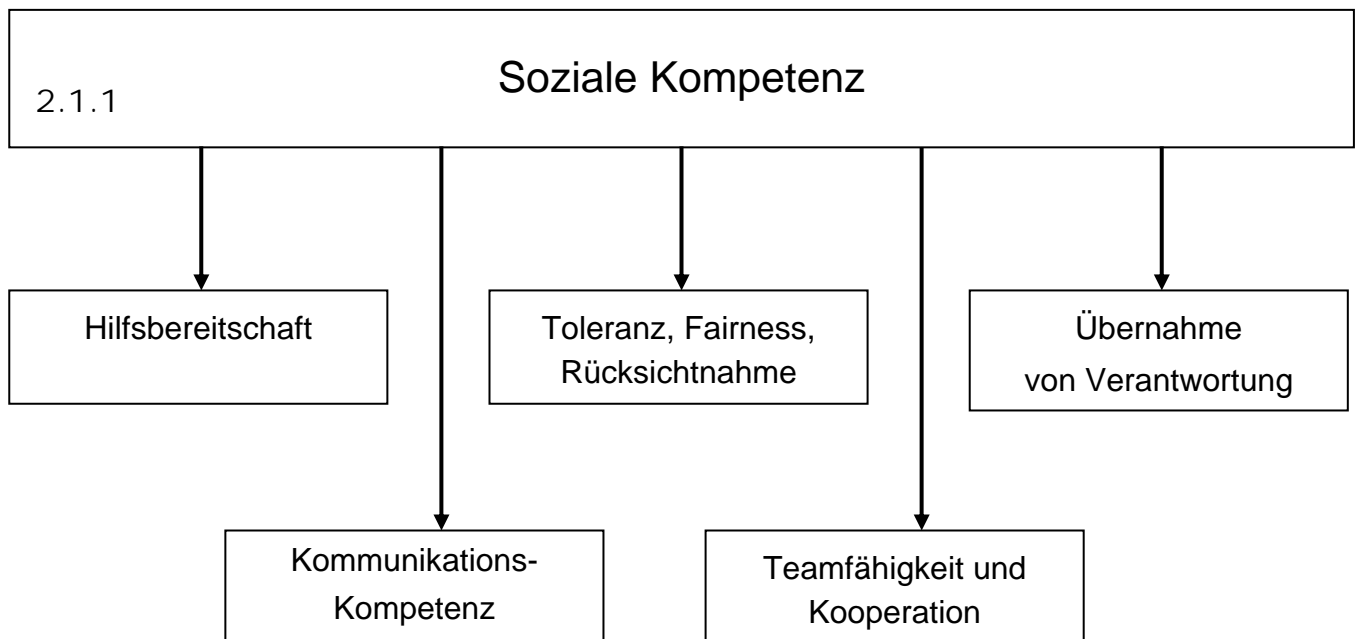 Soziale Kompetenz
2.1.1
Hilfsbereitschaft
Toleranz, Fairness,
Rücksichtnahme
Übernahme
von Verantwortung
Kommunikations-
Kompetenz
Teamfähigkeit und
Kooperation